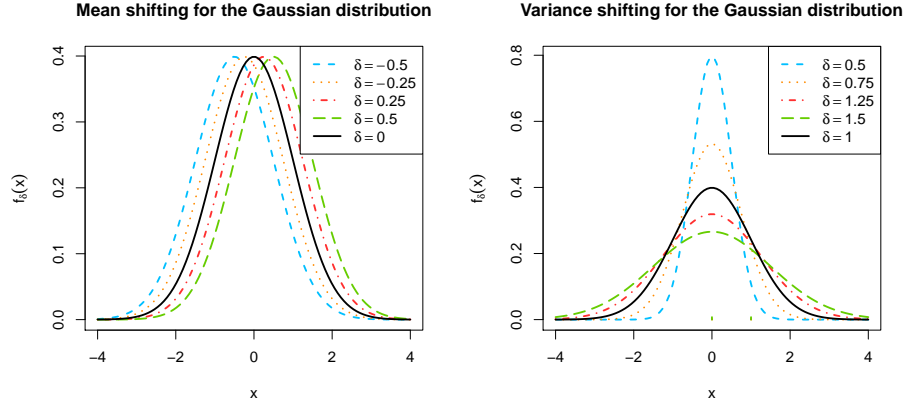 Mean shifting for the Gaussian distribution
δ = −0.5
δ = −0.25
δ = 0.25
δ = 0.5
δ = 0
0.4
0.3
0.2
0.1
0.0
fδ(x)
−4 −2 0 2 4
x
Variance shifting for the Gaussian distribution
δ = 0.5
δ = 0.75
δ = 1.25
δ = 1.5
δ = 1
0.8
0.6
0.4
0.2
0.0
fδ(x)
−4 −2 0 2 4
x